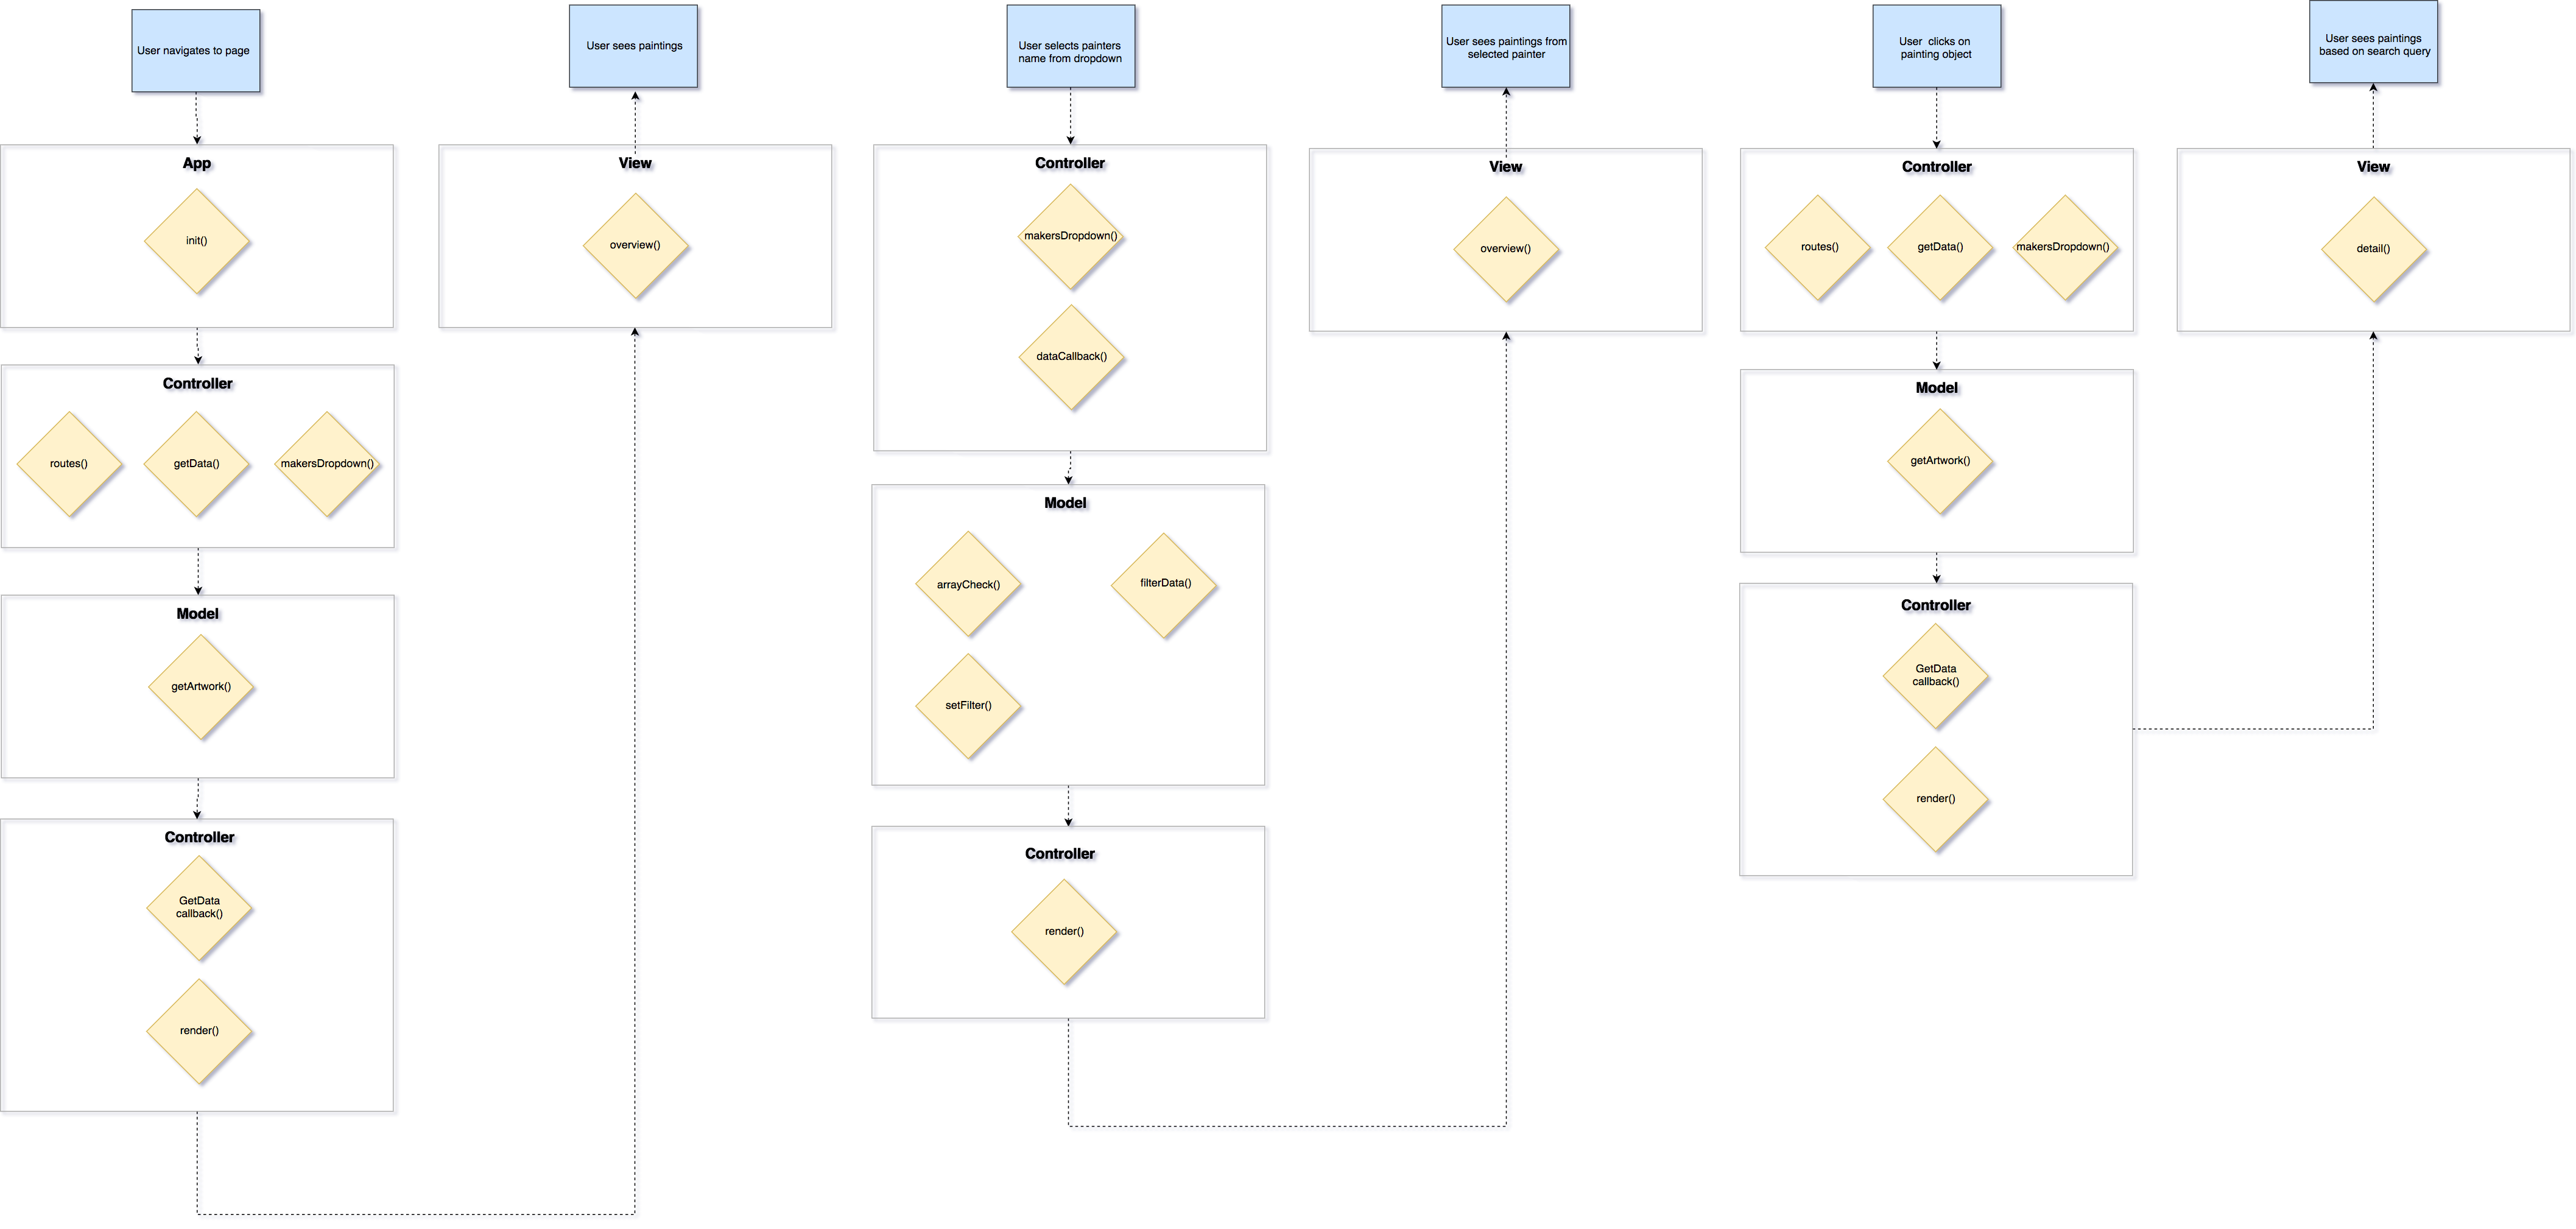 User navigates to page
App
init()
Controller
routes()
getData()
makersDropdown()
Model
getArtwork()
Controller
GetData
callback()
render()
User sees paintings
View
overview()
User selects painters
name from dropdown
Controller
makersDropdown()
dataCallback()
Model
arrayCheck()
filterData()
setFilter()
Controller
render()
User sees paintings from
selected painter
View
overview()
User clicks on
painting object
Controller
routes()
getData()
makersDropdown()
Model
getArtwork()
Controller
GetData
callback()
render()
User sees paintings
based on search query
View
detail()